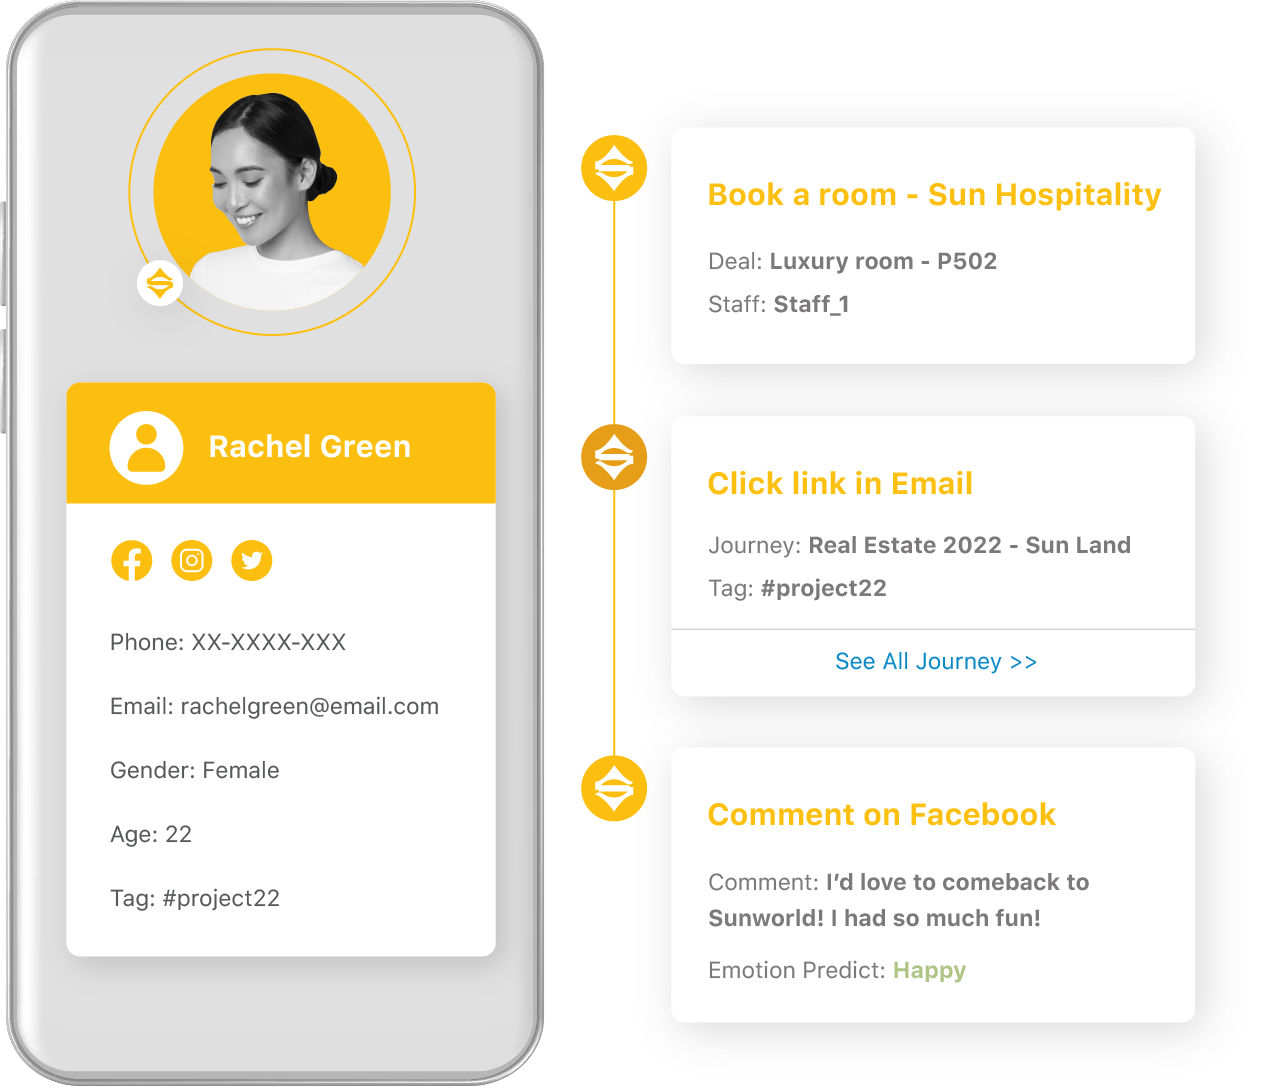 Rachel Green
Phone: XX-XXXX-XXX
Email: rachelgreen@email.com
Gender: Female
Age: 22
Tag: #project22
Book a room - Sun Hospitality
Deal: Luxury room - P502
Staff: Staff_1
Click link in Email
Journey: Real Estate 2022 - Sun Land
Tag: #project22
See All Journey >>
Comment on Facebook
Comment: I’d love to comeback to
Sunworld! I had so much fun!
Emotion Predict: Happy